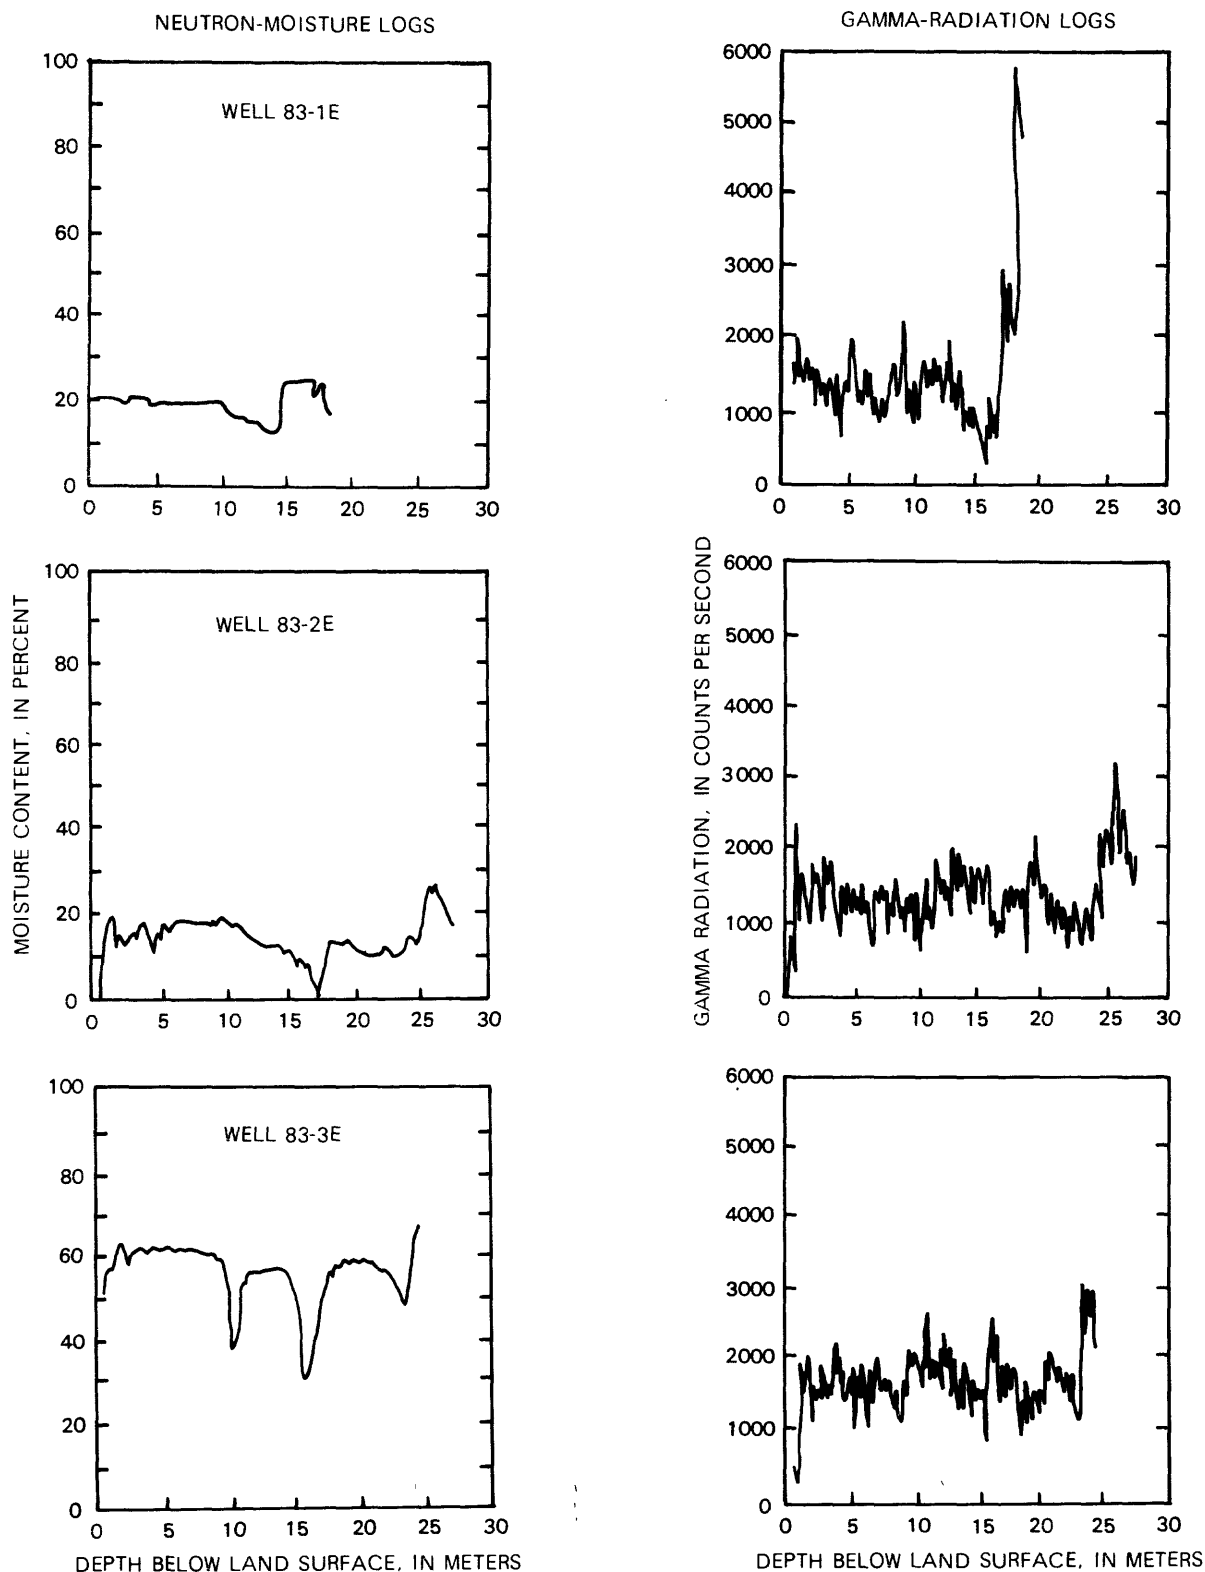 NEUTRON-MOISTURE LOGS
GAMMA-RADIATION LOGS
100
80
60
40
20
0
WELL 83-1E
0 5 10 15 20 25 30
6000
5000
4000
3000
2000
1000
0
0 5 10 15 20 25 30
MOISTURE CONTENT, IN PERCENT
100
80
60
40
20
0
WELL 83-2E
0 5 10 15 20 25 30
GAMMA RADIATION, IN COUNTS PER SECOND
6000
5000
4000
3000
2000
1000
0
0 5 10 15 20 25 30
100
80
60
40
20
0
WELL 83-3E
0 5 10 15 20 25 30
DEPTH BELOW LAND SURFACE, IN METERS
6000
5000
4000
3000
2000
1000
0
0 5 10 15 20 25 30
DEPTH BELOW LAND SURFACE, IN METERS